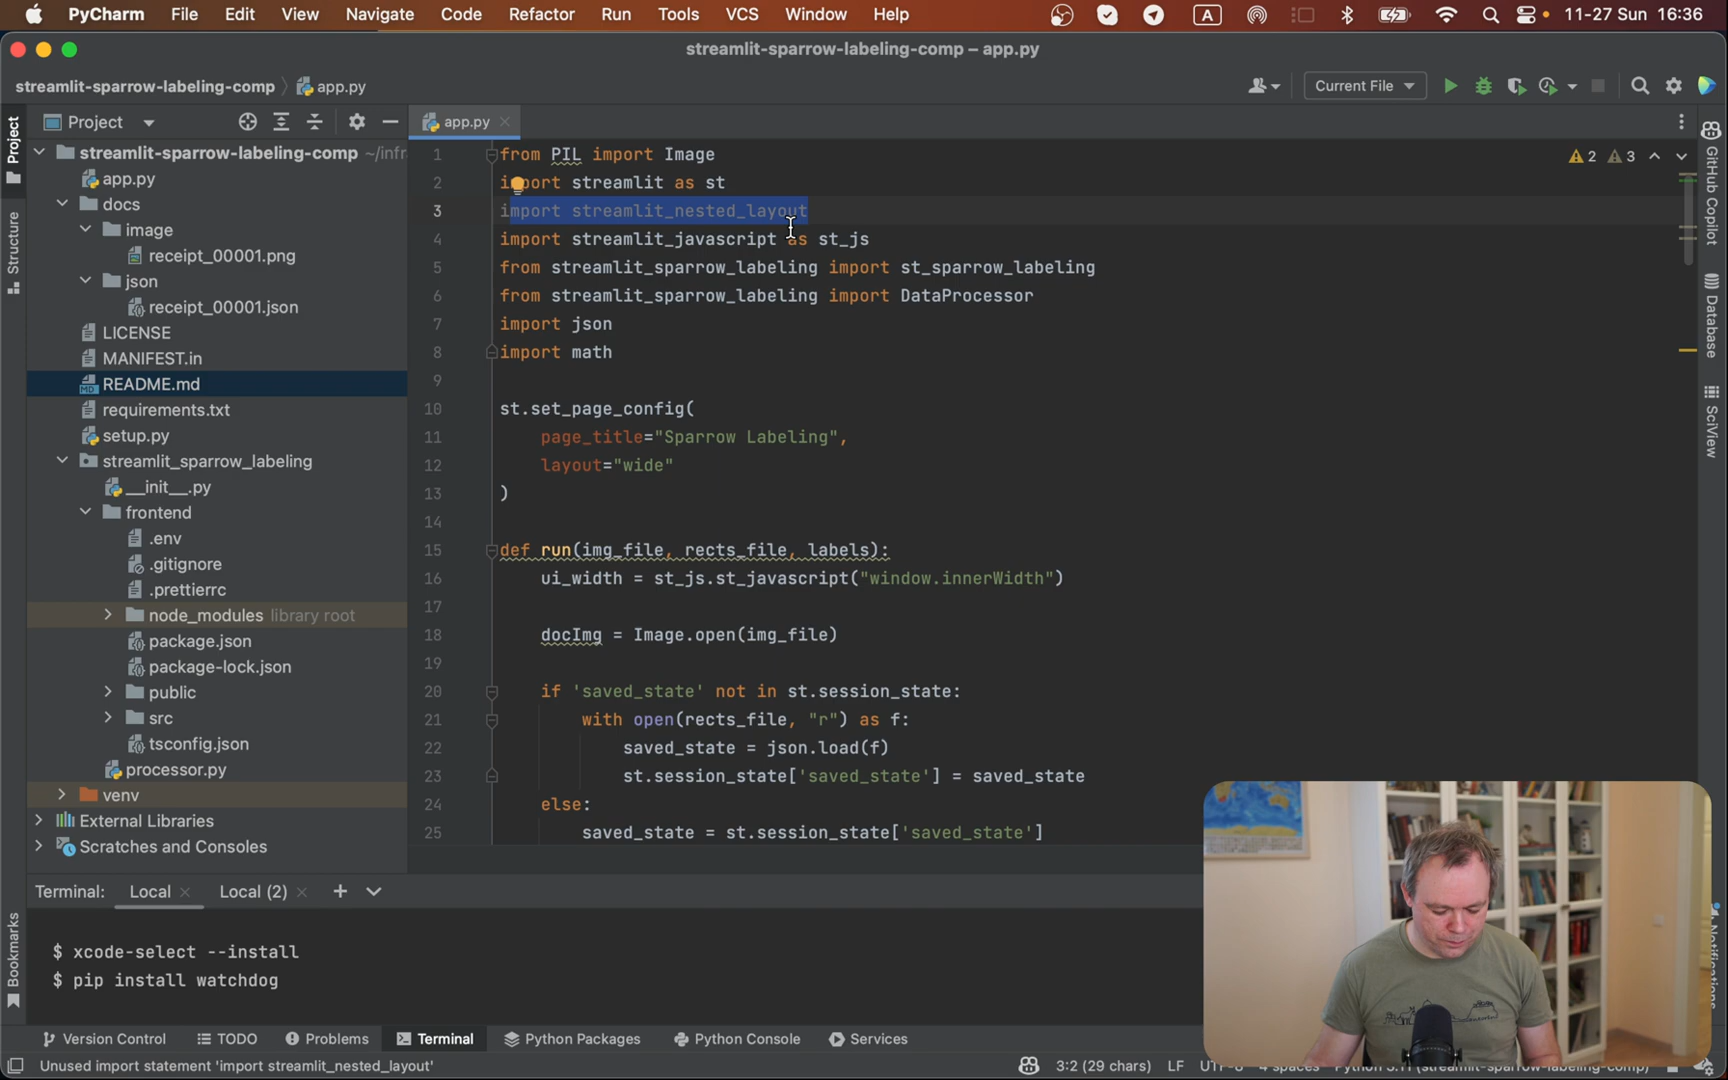 PyCharm File Edit View Navigate Code Refactor Run Tools VCS Window Help A 11-27 Sun 16:36
streamlit-sparrow-labeling-comp – app.py
streamlit-sparrow-labeling-comp app.py Current File
Project
app.py
streamlit-sparrow-labeling-comp ~/infr
app.py
docs
image
receipt_00001.png
json
receipt_00001.json
LICENSE
MANIFEST.in
README.md
requirements.txt
setup.py
streamlit_sparrow_labeling
__init__.py
frontend
.env
.gitignore
.prettierrc
node_modules library root
package.json
package-lock.json
public
src
tsconfig.json
processor.py
venv
External Libraries
Scratches and Consoles
Project
Structure
Bookmarks
2 3
1 from PIL import Image
2 import streamlit as st
3 import streamlit_nested_layout
4 import streamlit_javascript as st_js
5 from streamlit_sparrow_labeling import st_sparrow_labeling
6 from streamlit_sparrow_labeling import DataProcessor
7 import json
8 import math
9
10 st.set_page_config(
11 page_title="Sparrow Labeling",
12 layout="wide"
13 )
14
15 def run(img_file, rects_file, labels):
16 ui_width = st_js.st_javascript("window.innerWidth")
17
18 docImg = Image.open(img_file)
19
20 if 'saved_state' not in st.session_state:
21 with open(rects_file, "r") as f:
22 saved_state = json.load(f)
23 st.session_state['saved_state'] = saved_state
24 else:
25 saved_state = st.session_state['saved_state']
GitHub Copilot
Database
SciView
Notifications
Terminal: Local Local (2)
$ xcode-select --install
$ pip install watchdog
Version Control TODO Problems Terminal Python Packages Python Console Services
Unused import statement 'import streamlit_nested_layout' 3:2 (29 chars) LF UTF-8 4 spaces Python 3.11 (streamlit-sparrow-labeling-comp)